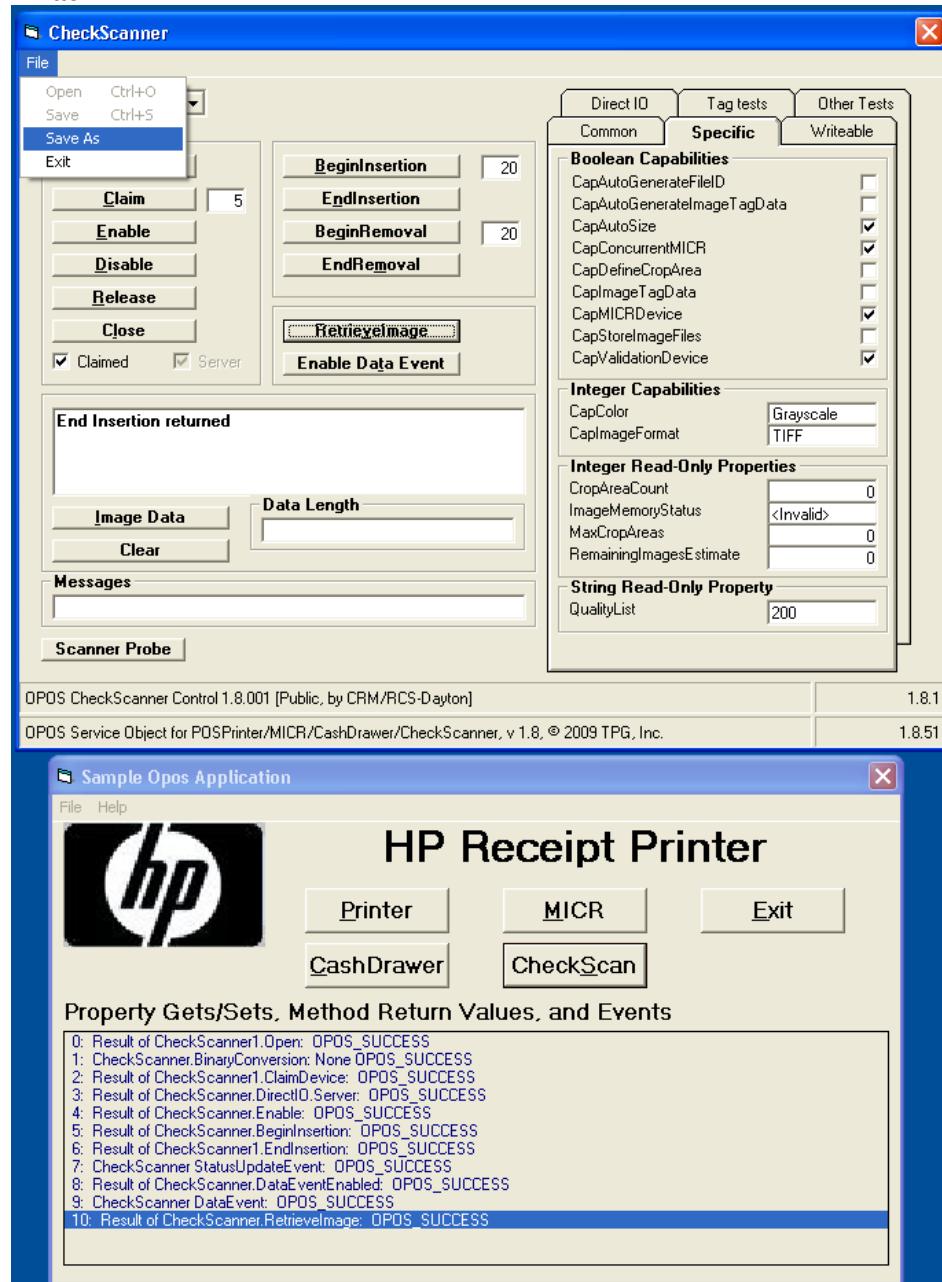 CheckScanner
File
Open Ctrl+O
Save Ctrl+S
Save As
Exit
Claim 5
Enable
Disable
Release
Close
Claimed Server
BeginInsertion 20
EndInsertion
BeginRemoval 20
EndRemoval
RetrieveImage
Enable Data Event
End Insertion returned
Image Data
Clear
Data Length
Messages
Scanner Probe
Direct IO Tag tests Other Tests
Common Specific Writeable
Boolean Capabilities
CapAutoGenerateFileID
CapAutoGenerateImageTagData
CapAutoSize
CapConcurrentMICR
CapDefineCropArea
CapImageTagData
CapMICRDevice
CapStoreImageFiles
CapValidationDevice
Integer Capabilities
CapColor Grayscale
CapImageFormat TIFF
Integer Read-Only Properties
CropAreaCount 0
ImageMemoryStatus <Invalid>
MaxCropAreas 0
RemainingImagesEstimate 0
String Read-Only Property
QualityList 200
OPOS CheckScanner Control 1.8.001 [Public, by CRM/RCS-Dayton] 1.8.1
OPOS Service Object for POSPrinter/MICR/CashDrawer/CheckScanner, v 1.8, © 2009 TPG, Inc. 1.8.51
Sample Opos Application
File Help
hp
HP Receipt Printer
Printer MICR Exit
CashDrawer CheckScan
Property Gets/Sets, Method Return Values, and Events
0: Result of CheckScanner1.Open: OPOS_SUCCESS
1: CheckScanner.BinaryConversion: None OPOS_SUCCESS
2: Result of CheckScanner1.ClaimDevice: OPOS_SUCCESS
3: Result of CheckScanner.DirectIO.Server: OPOS_SUCCESS
4: Result of CheckScanner.Enable: OPOS_SUCCESS
5: Result of CheckScanner.BeginInsertion: OPOS_SUCCESS
6: Result of CheckScanner1.EndInsertion: OPOS_SUCCESS
7: CheckScanner StatusUpdateEvent: OPOS_SUCCESS
8: Result of CheckScanner.DataEventEnabled: OPOS_SUCCESS
9: CheckScanner DataEvent: OPOS_SUCCESS
10: Result of CheckScanner.RetrieveImage: OPOS_SUCCESS